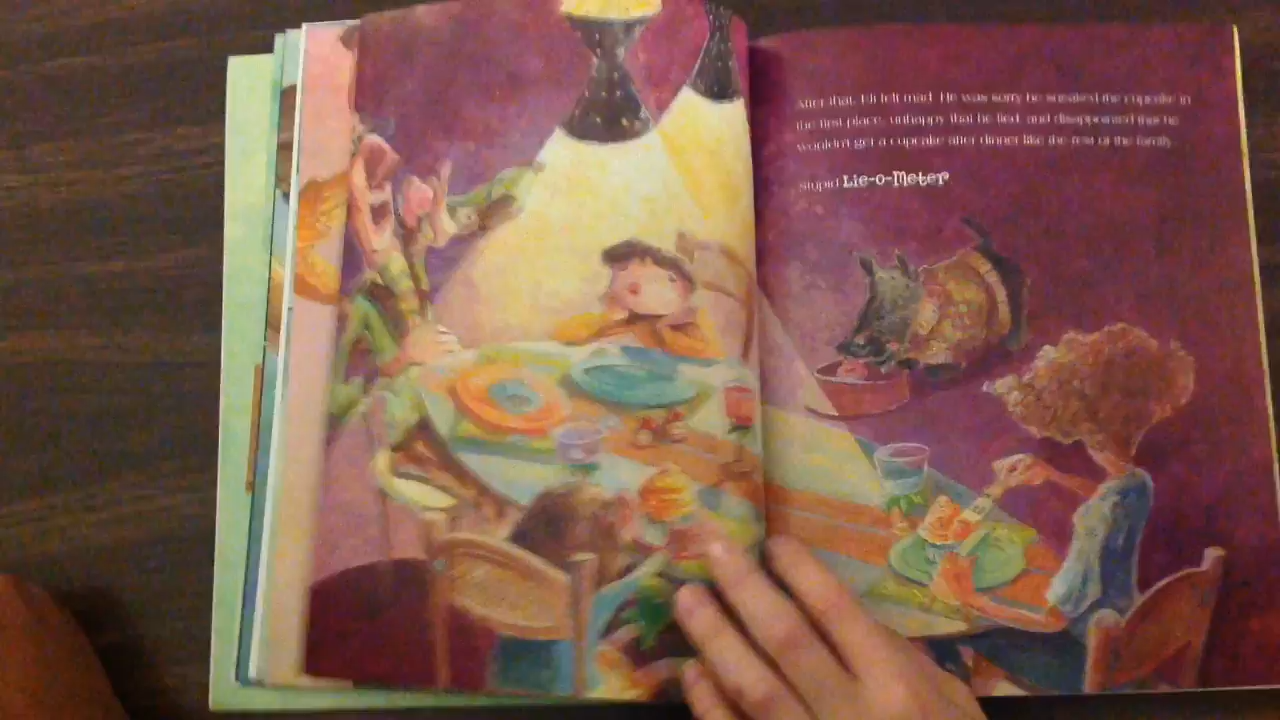 After that, Eli felt mad. He was sorry he sneaked the cupcake in
the first place, unhappy that he lied, and disappointed that he
wouldn't get a cupcake after dinner like the rest of the family.
Stupid Lie-o-Meter